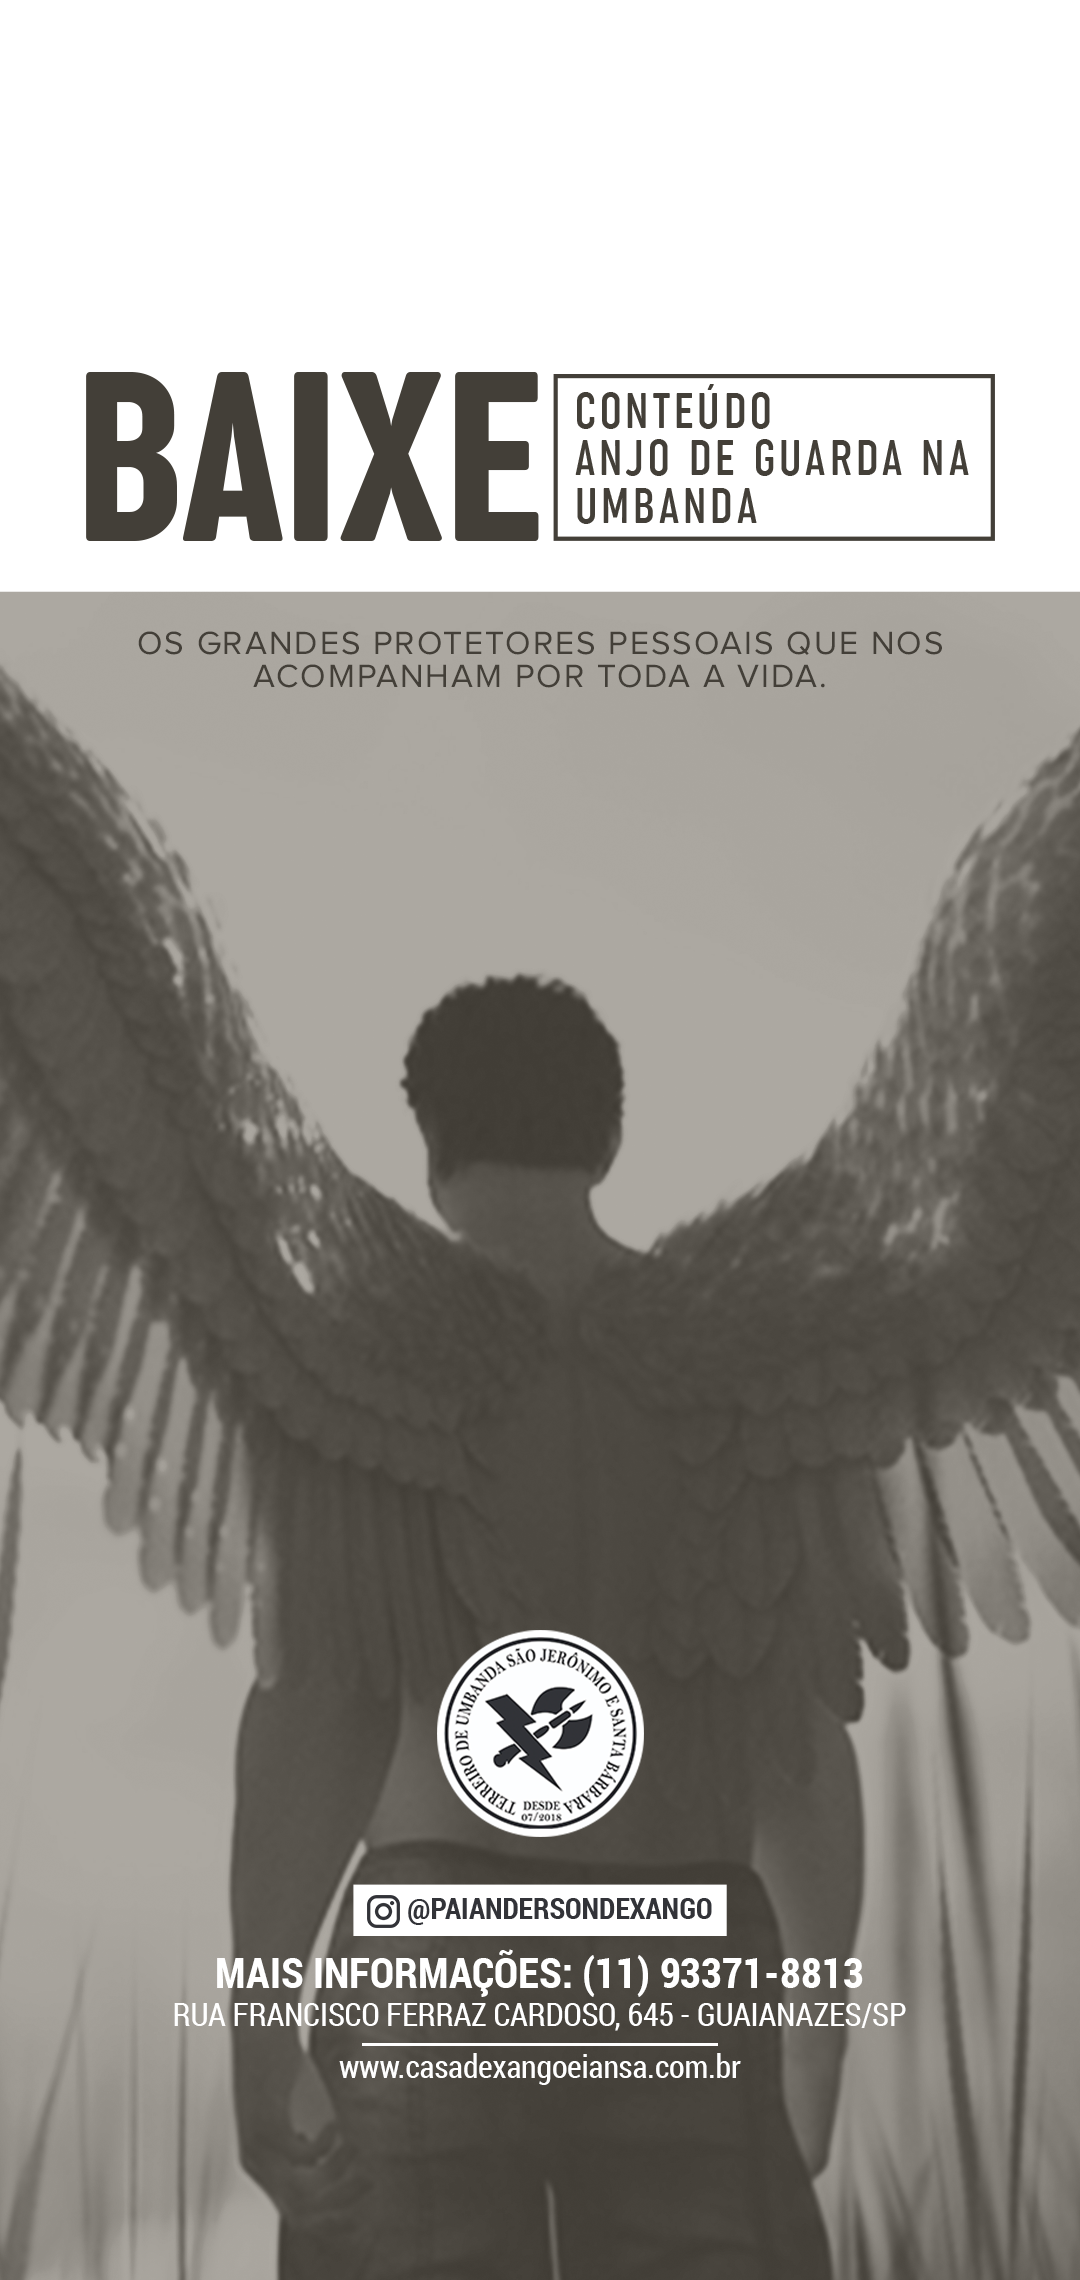 BAIXE
CONTEÚDO
ANJO DE GUARDA NA
UMBANDA
OS GRANDES PROTETORES PESSOAIS QUE NOS
ACOMPANHAM POR TODA A VIDA.
TERREIRO DE UMBANDA SÃO JERÔNIMO E SANTA BÁRBARA
DESDE
07/2018
@PAIANDERSONDEXANGO
MAIS INFORMAÇÕES: (11) 93371-8813
RUA FRANCISCO FERRAZ CARDOSO, 645 - GUAIANAZES/SP
www.casadexangoeiansa.com.br